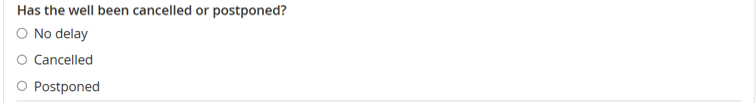 Has the well been cancelled or postponed?
No delay
Cancelled
Postponed